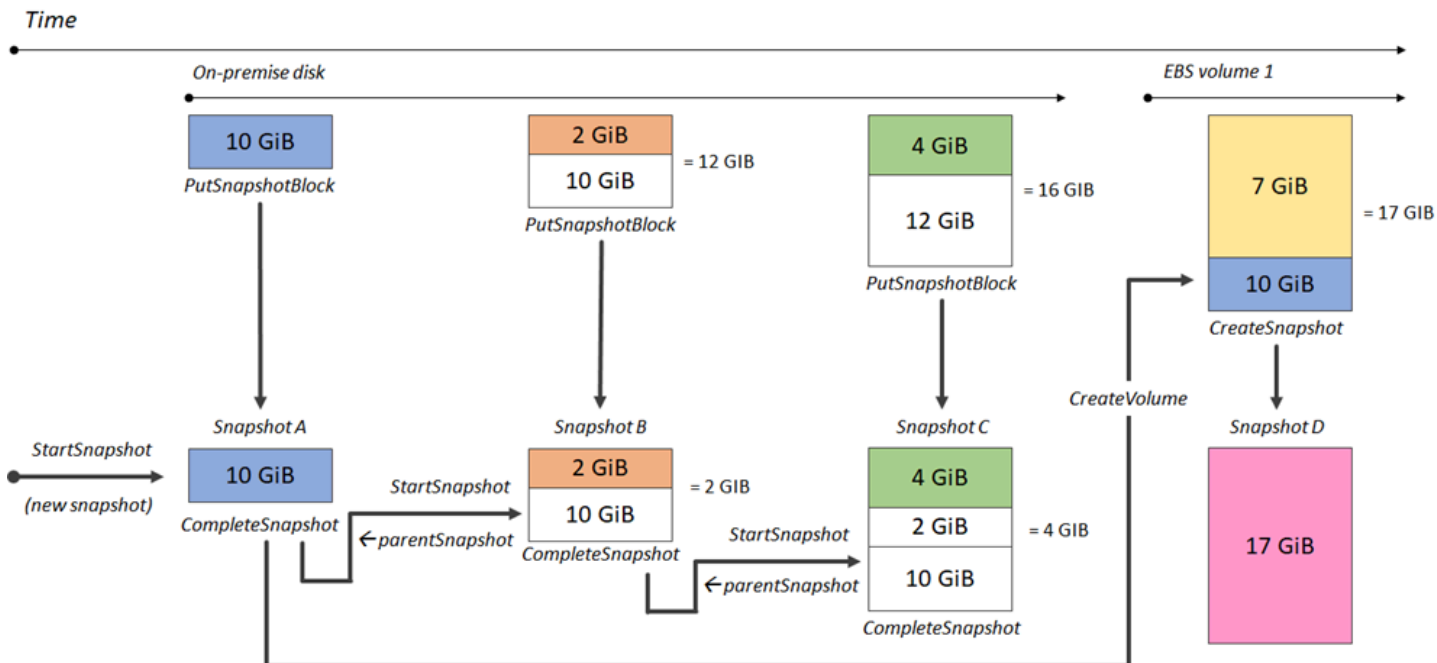 Time
On-premise disk
EBS volume 1
10 GiB
PutSnapshotBlock
2 GiB
10 GiB
= 12 GIB
PutSnapshotBlock
4 GiB
12 GiB
= 16 GIB
PutSnapshotBlock
7 GiB
10 GiB
= 17 GIB
CreateSnapshot
CreateVolume
StartSnapshot
(new snapshot)
Snapshot A
10 GiB
CompleteSnapshot
StartSnapshot
←parentSnapshot
Snapshot B
2 GiB
10 GiB
= 2 GIB
CompleteSnapshot
StartSnapshot
←parentSnapshot
Snapshot C
4 GiB
2 GiB
10 GiB
= 4 GIB
CompleteSnapshot
Snapshot D
17 GiB